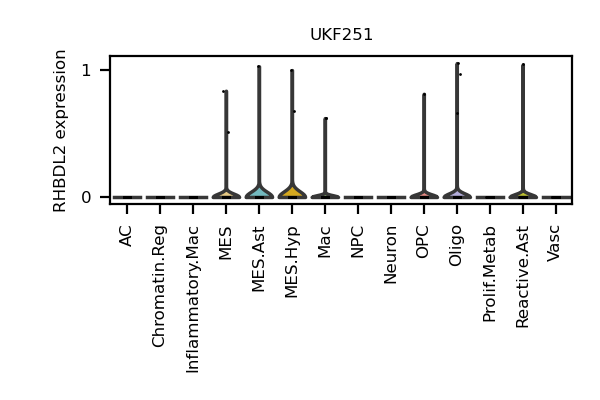 UKF251
RHBDL2 expression
1
0
AC
Chromatin.Reg
Inflammatory.Mac
MES
MES.Ast
MES.Hyp
Mac
NPC
Neuron
OPC
Oligo
Prolif.Metab
Reactive.Ast
Vasc